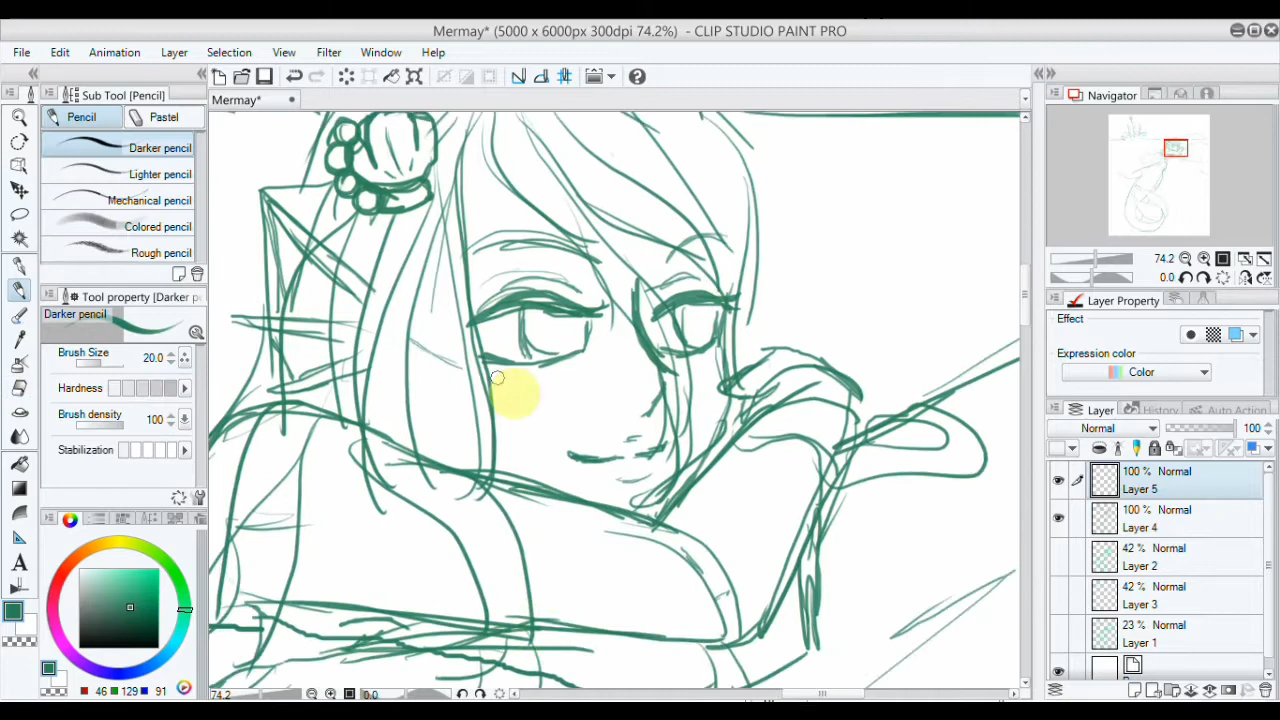 Mermay* (5000 x 6000px 300dpi 74.2%) - CLIP STUDIO PAINT PRO
File Edit Animation Layer Selection View Filter Window Help
Sub Tool [Pencil]
Mermay*
Navigator
Pencil Pastel
Darker pencil
Lighter pencil
Mechanical pencil
Colored pencil
Rough pencil
74.2
0.0
Tool property [Darker po
Layer Property
Darker pencil
Effect
Brush Size 20.0
Expression color
Hardness
Color
Brush density 100
Layer History Auto Action
Stabilization
Normal 100
100 % Normal
Layer 5
100 % Normal
Layer 4
42 % Normal
Layer 2
42 % Normal
Layer 3
23 % Normal
Layer 1
46 129 91
74.2 0.0